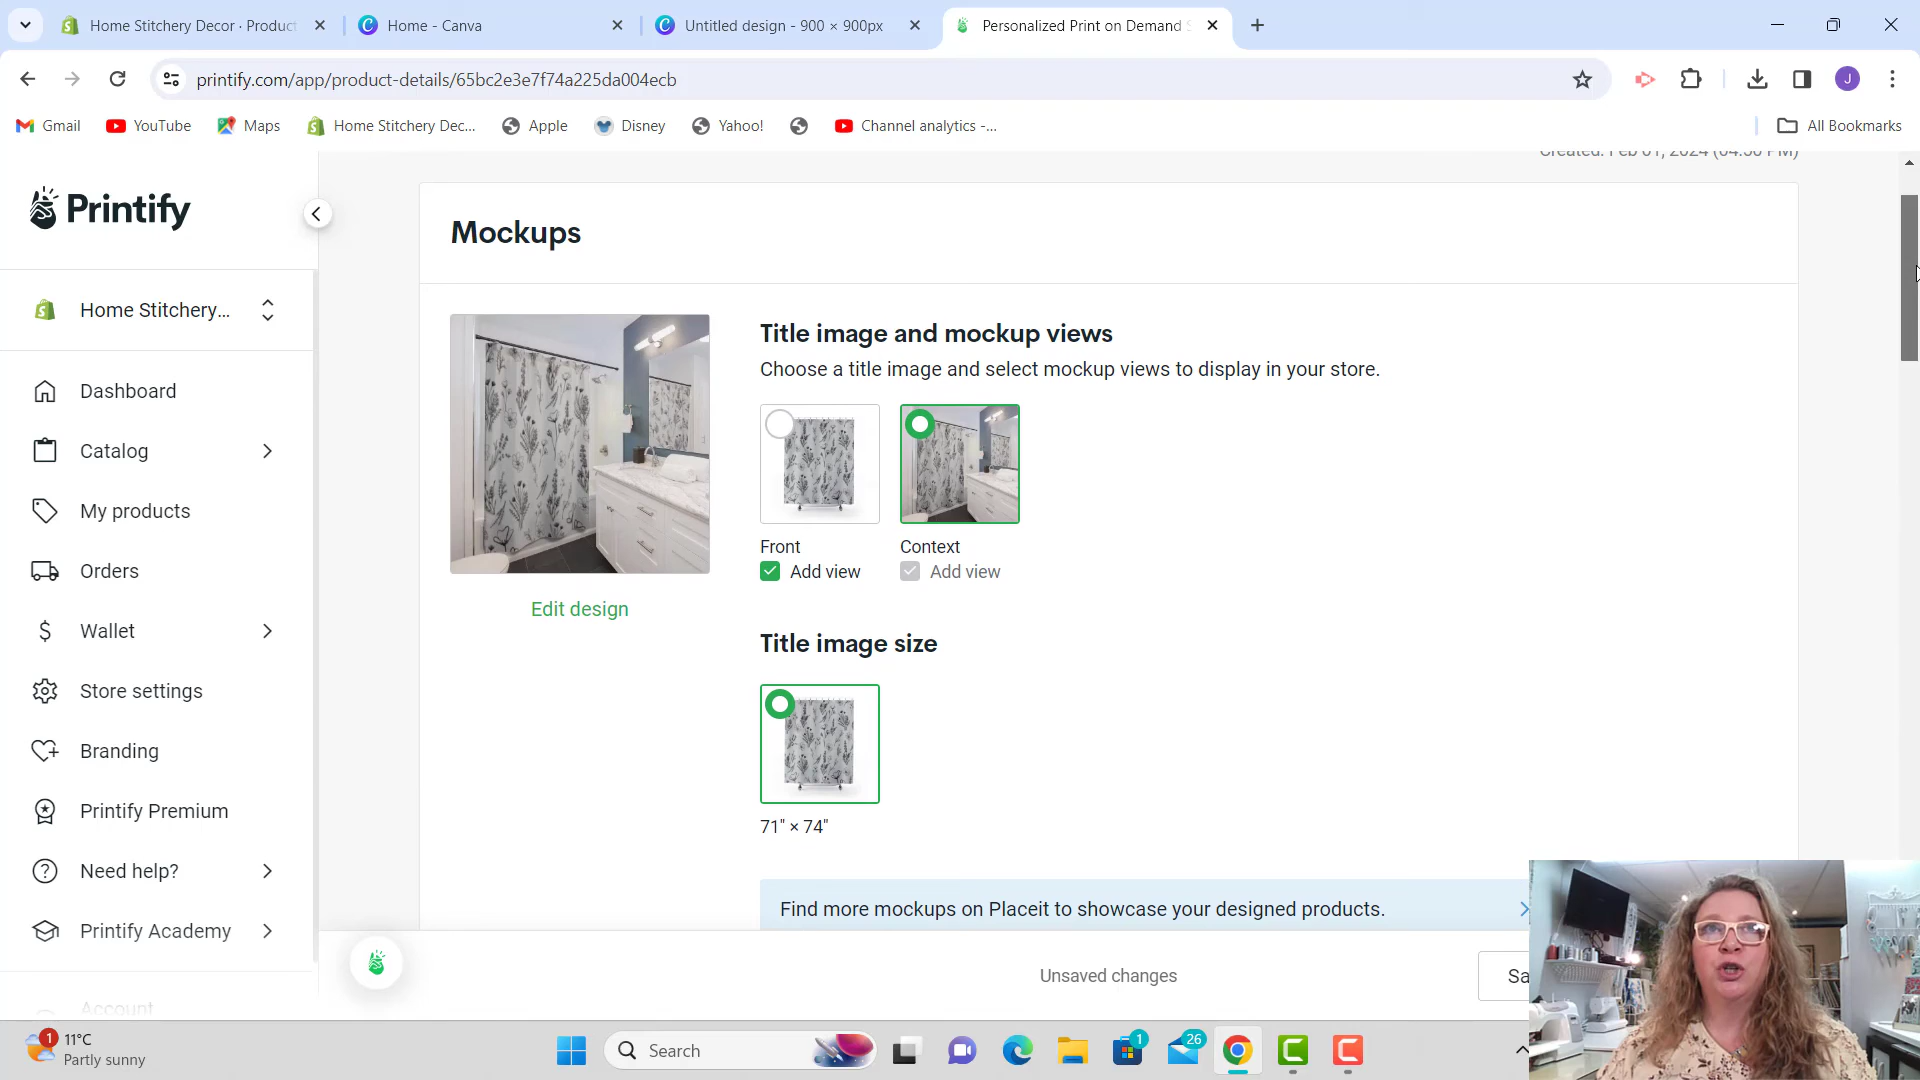 Home Stitchery Decor · Product
Home - Canva
Untitled design - 900 × 900px
Personalized Print on Demand S
printify.com/app/product-details/65bc2e3e7f74a225da004ecb
J
Gmail
YouTube
Maps
Home Stitchery Dec...
Apple
Disney
Yahoo!
Channel analytics -...
All Bookmarks
Created: Feb 01, 2024 (04:50 PM)
Printify
Home Stitchery...
Dashboard
Catalog
My products
Orders
Wallet
Store settings
Branding
Printify Premium
Need help?
Printify Academy
Account
Mockups
Edit design
Title image and mockup views
Choose a title image and select mockup views to display in your store.
Front
Add view
Context
Add view
Title image size
71" × 74"
Find more mockups on Placeit to showcase your designed products.
Unsaved changes
Sa
1
11°C
Partly sunny
Search
1
26